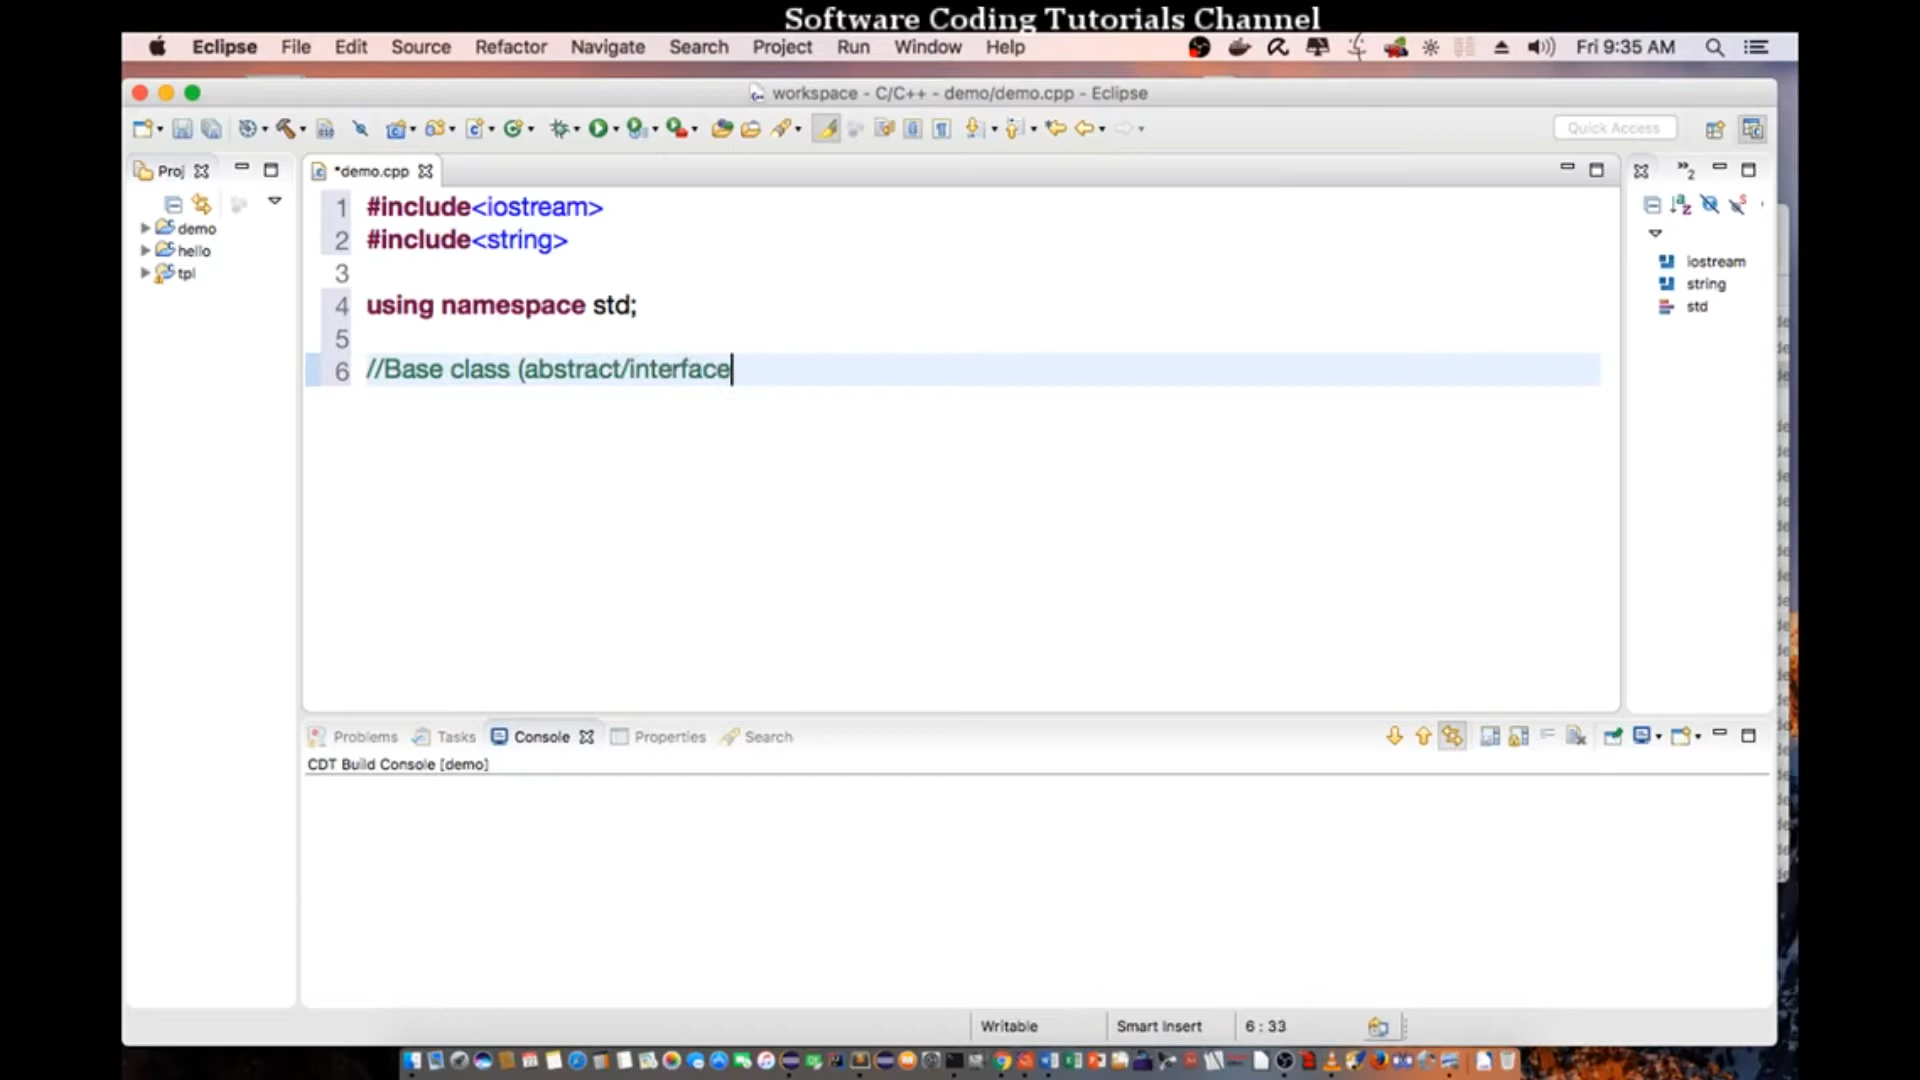 Software Coding Tutorials Channel
Eclipse File Edit Source Refactor Navigate Search Project Run Window Help Fri 9:35 AM
workspace - C/C++ - demo/demo.cpp - Eclipse
Quick Access
Proj
*demo.cpp
»2
1 #include<iostream>
2 #include<string>
3
4 using namespace std;
5
6 //Base class (abstract/interface
demo
hello
tpl
iostream
string
std
Problems Tasks Console Properties Search
CDT Build Console [demo]
Writable Smart Insert 6 : 33